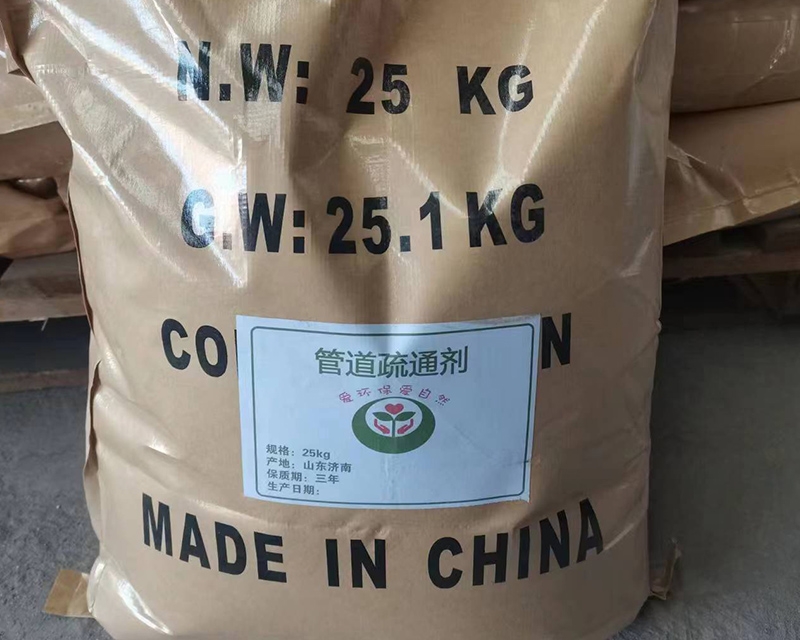 N.W: 25 KG
G.W: 25.1 KG
管道疏通剂
爱环保爱自然
规格：25kg
产地：山东济南
保质期：三年
生产日期：
MADE IN CHINA